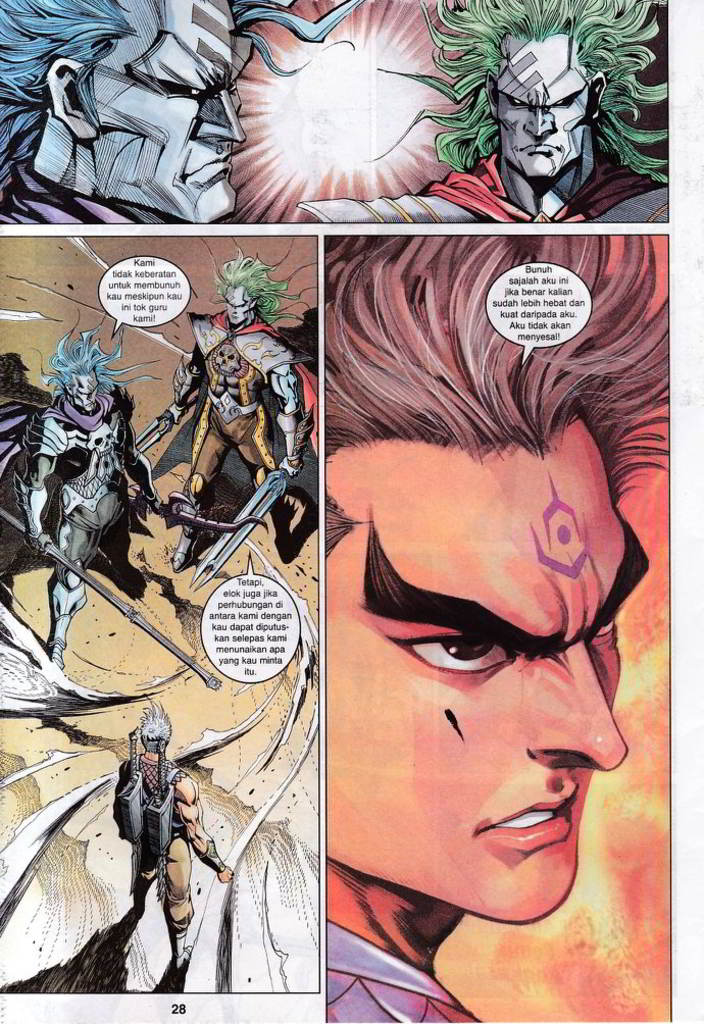 Kami
tidak keberatan
untuk membunuh
kau meskipun kau
ini tok guru
kami!
Tetapi,
elok juga jika
perhubungan di
antara kami dengan
kau dapat diputus-
kan selepas kami
menunaikan apa
yang kau minta
itu.
Bunuh
sajalah aku ini
jika benar kalian
sudah lebih hebat dan
kuat daripada aku.
Aku tidak akan
menyesal!
28